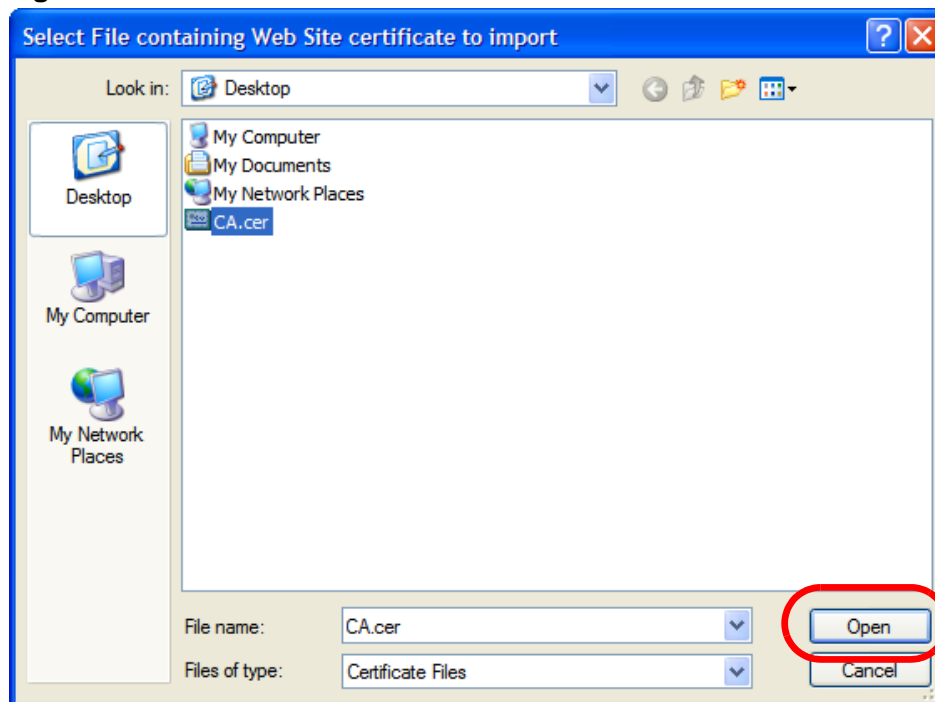 Select File containing Web Site certificate to import
Look in:
Desktop
My Computer
My Documents
My Network Places
CA.cer
Desktop
My Computer
My Network
Places
File name:
CA.cer
Open
Files of type:
Certificate Files
Cancel